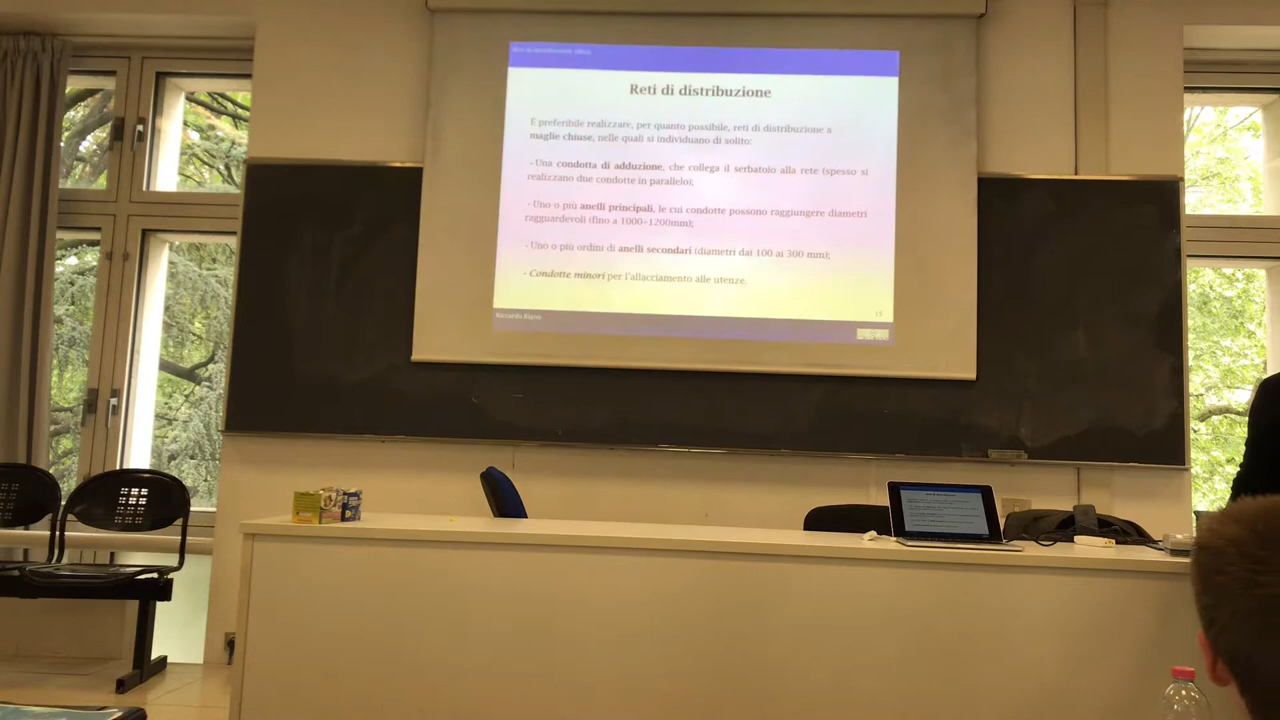 Reti di distribuzione
È preferibile realizzare, per quanto possibile, reti di distribuzione a
maglie chiuse, nelle quali si individuano di solito:
- Una condotta di adduzione, che collega il serbatoio alla rete (spesso si
realizzano due condotte in parallelo);
- Uno o più anelli principali, le cui condotte possono raggiungere diametri
ragguardevoli (fino a 1000÷1200mm);
- Uno o più ordini di anelli secondari (diametri dai 100 ai 300 mm);
- Condotte minori per l'allacciamento alle utenze.
Riccardo